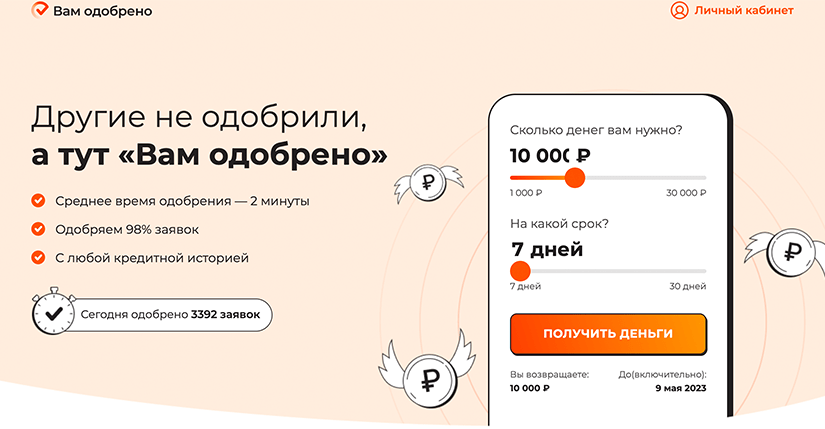 Вам одобрено
Личный кабинет
Другие не одобрили,
а тут «Вам одобрено»
Среднее время одобрения — 2 минуты
Одобряем 98% заявок
С любой кредитной историей
Сегодня одобрено 3392 заявок
Сколько денег вам нужно?
10 000 ₽
1 000 ₽ 30 000 ₽
На какой срок?
7 дней
7 дней 30 дней
ПОЛУЧИТЬ ДЕНЬГИ
Вы возвращаете: До(включительно):
10 000 ₽ 9 мая 2023
₽
₽
₽